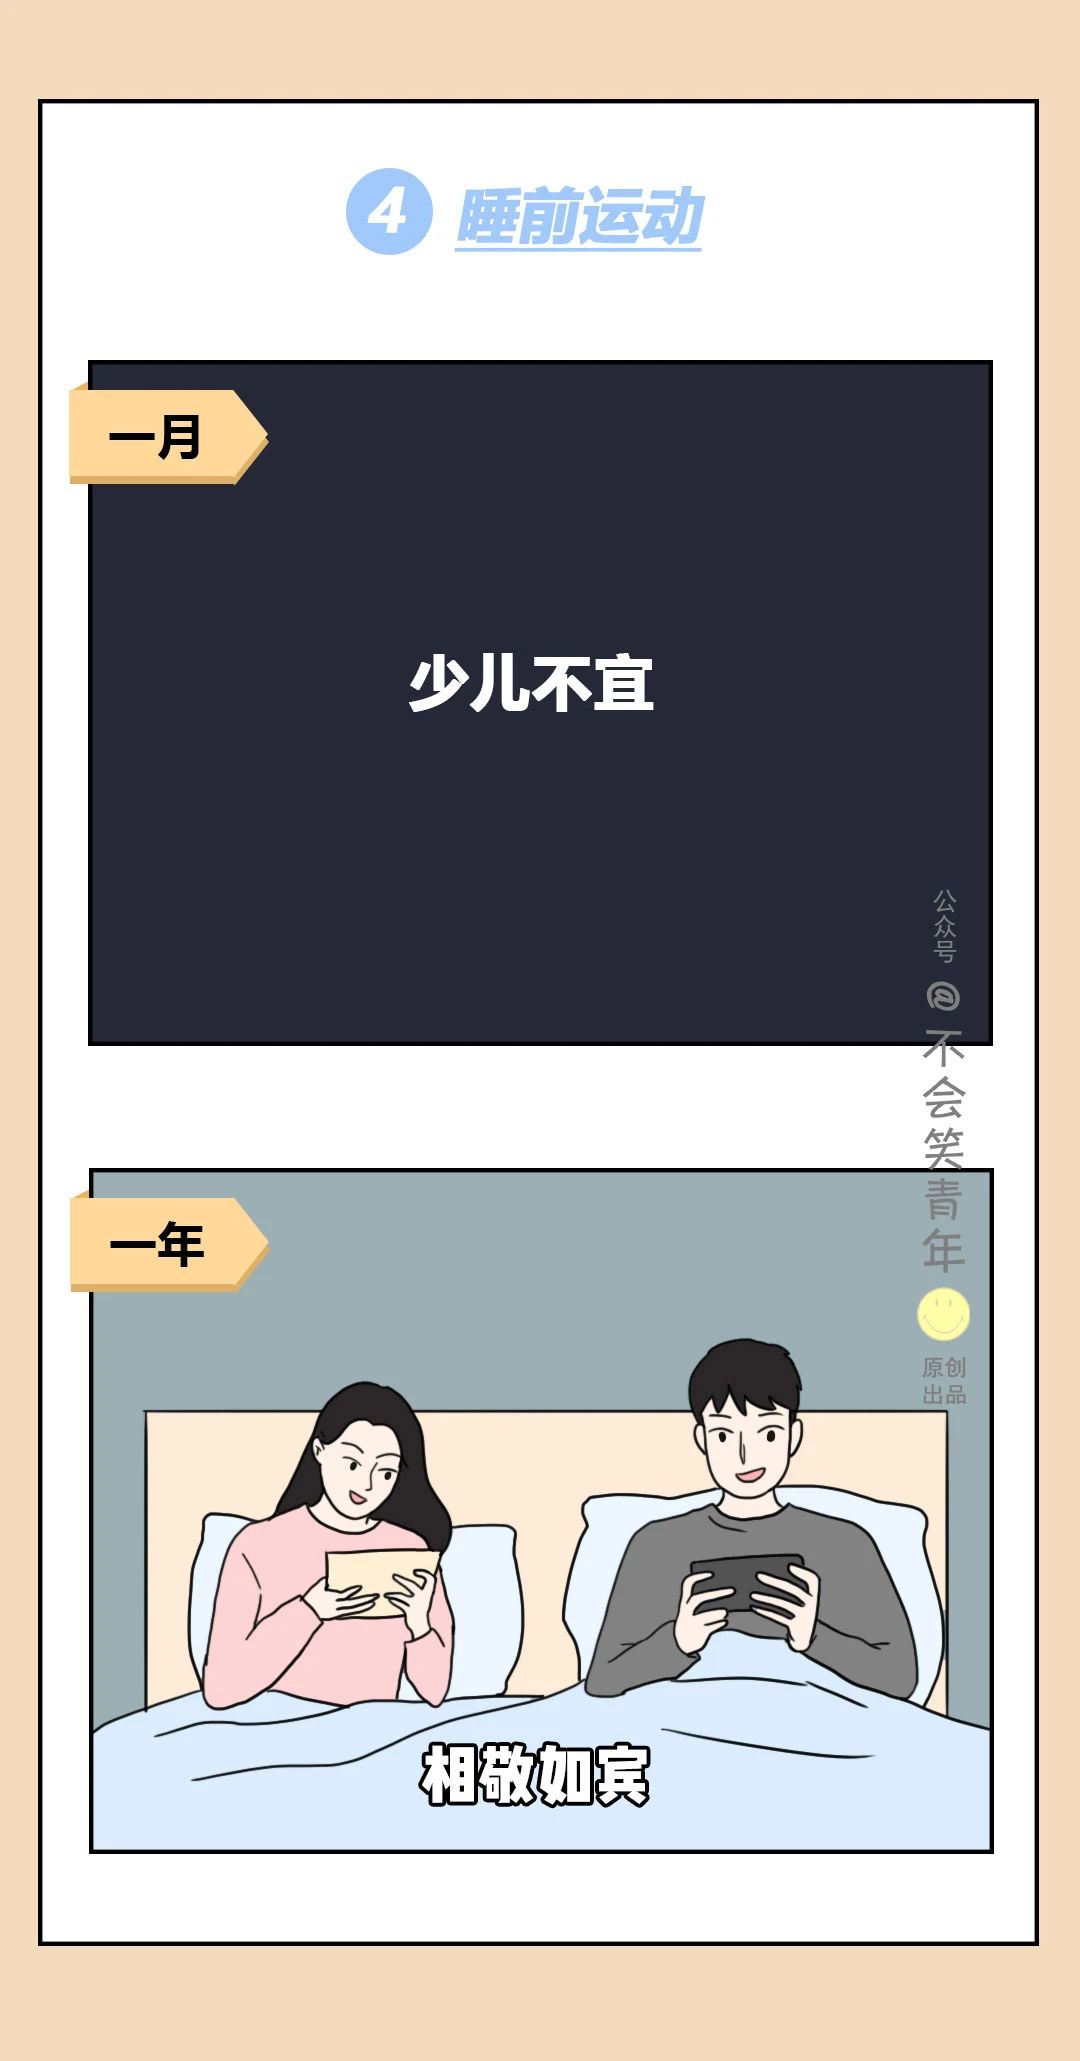 4 睡前运动
一月
少儿不宜
公众号
@不会笑青年
原创
出品
一年
相敬如宾